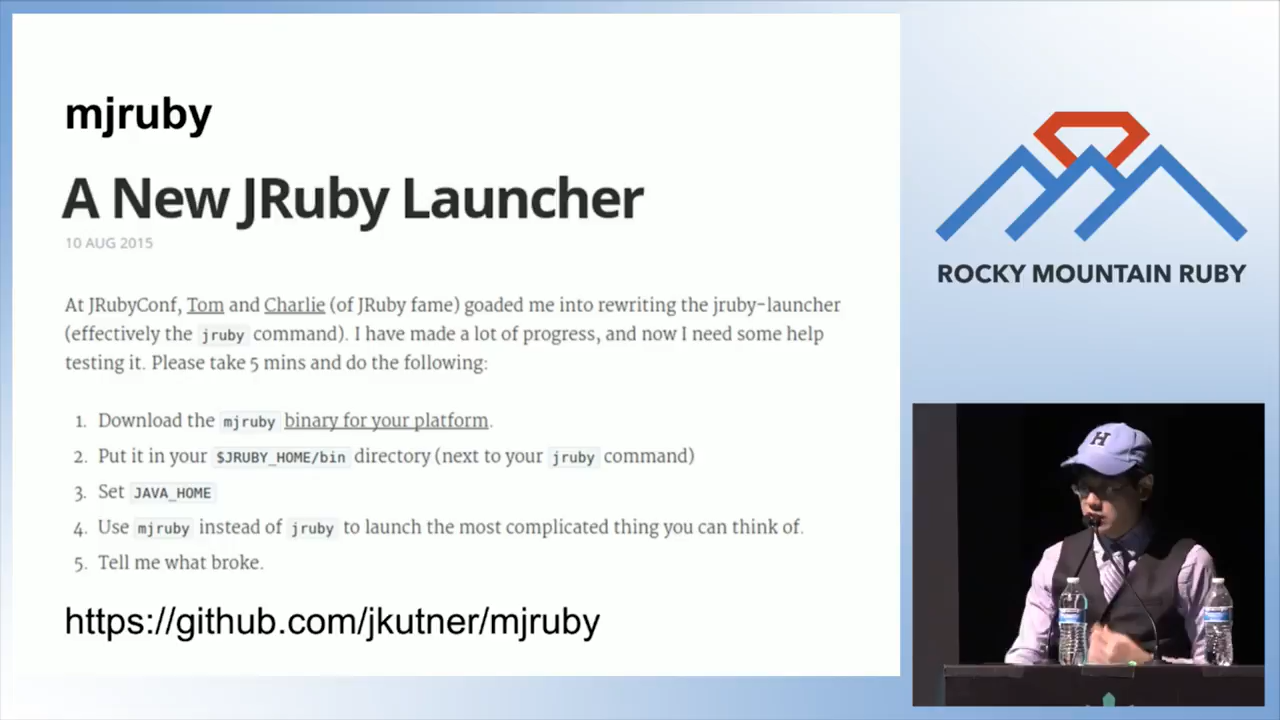 mjruby
A New JRuby Launcher
10 AUG 2015
At JRubyConf, Tom and Charlie (of JRuby fame) goaded me into rewriting the jruby-launcher
(effectively the jruby command). I have made a lot of progress, and now I need some help
testing it. Please take 5 mins and do the following:
1. Download the mjruby binary for your platform.
2. Put it in your $JRUBY_HOME/bin directory (next to your jruby command)
3. Set JAVA_HOME
4. Use mjruby instead of jruby to launch the most complicated thing you can think of.
5. Tell me what broke.
https://github.com/jkutner/mjruby
ROCKY MOUNTAIN RUBY
H